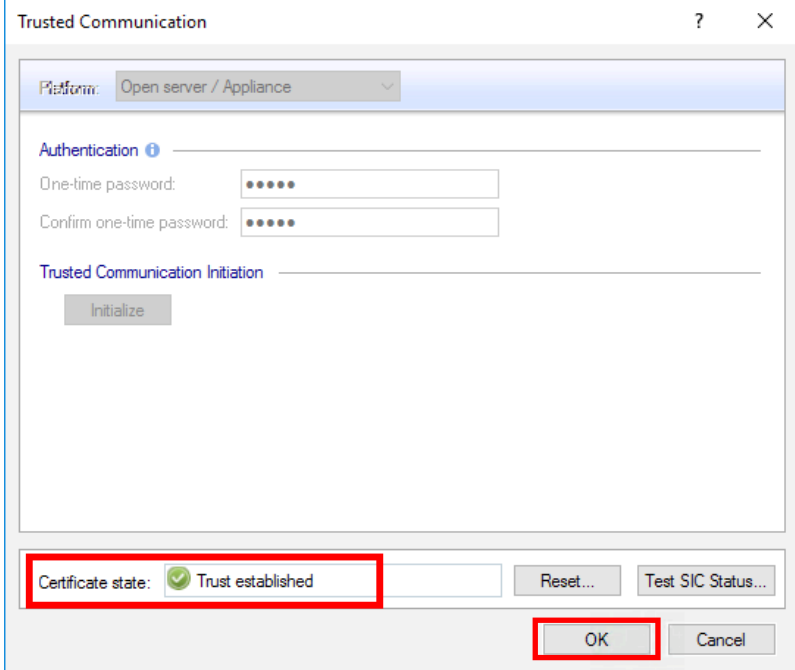 Trusted Communication ? ✕
Platform: Open server / Appliance
Authentication
One-time password: •••••
Confirm one-time password: •••••
Trusted Communication Initiation
Initialize
Certificate state: Trust established Reset... Test SIC Status...
OK Cancel